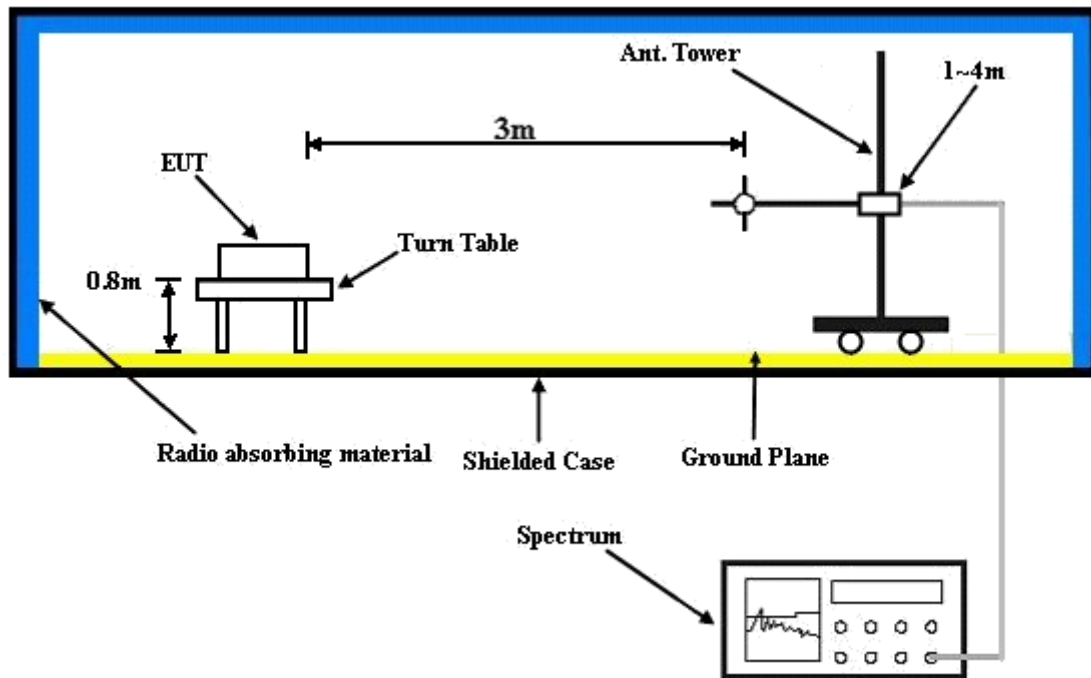 Ant. Tower
1~4m
3m
EUT
Turn Table
0.8m
Radio absorbing material
Shielded Case
Ground Plane
Spectrum